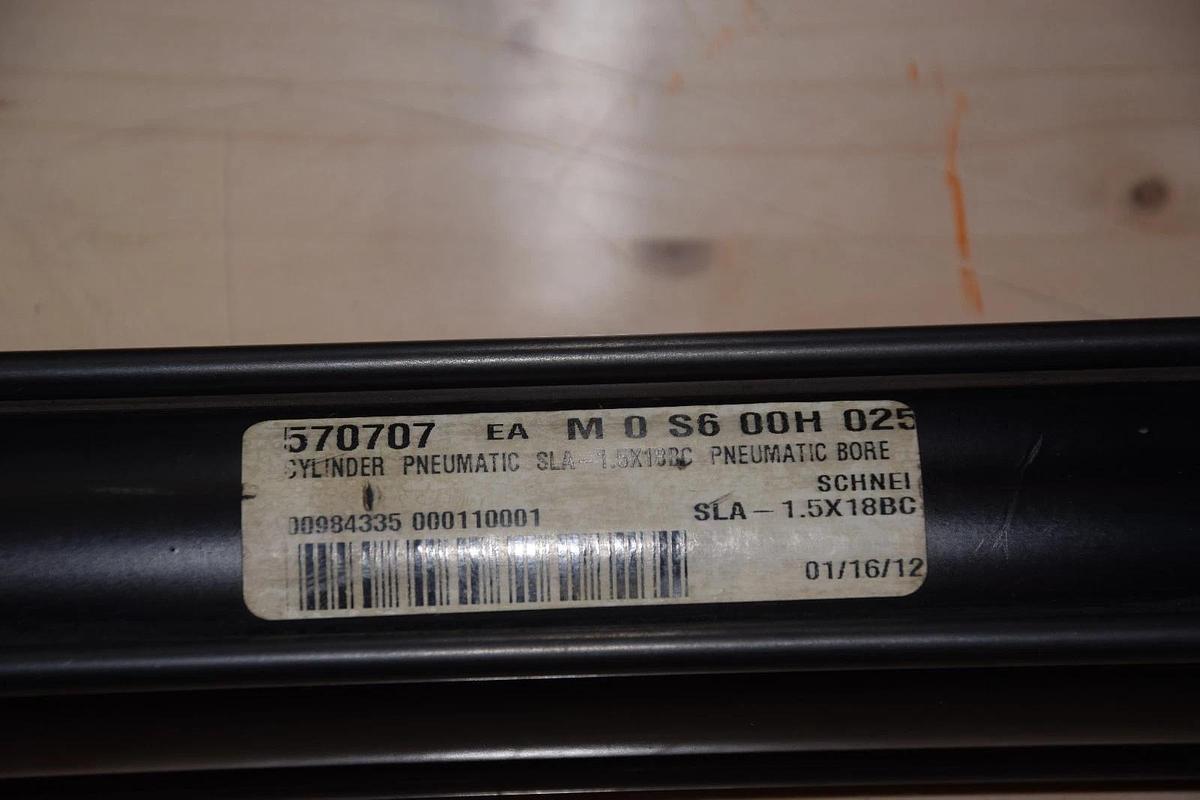 570707 EA M 0 S6 00H 025
CYLINDER PNEUMATIC SLA-1.5X18BC PNEUMATIC BORE
SCHNEI
00984335 000110001 SLA-1.5X18BC
01/16/12